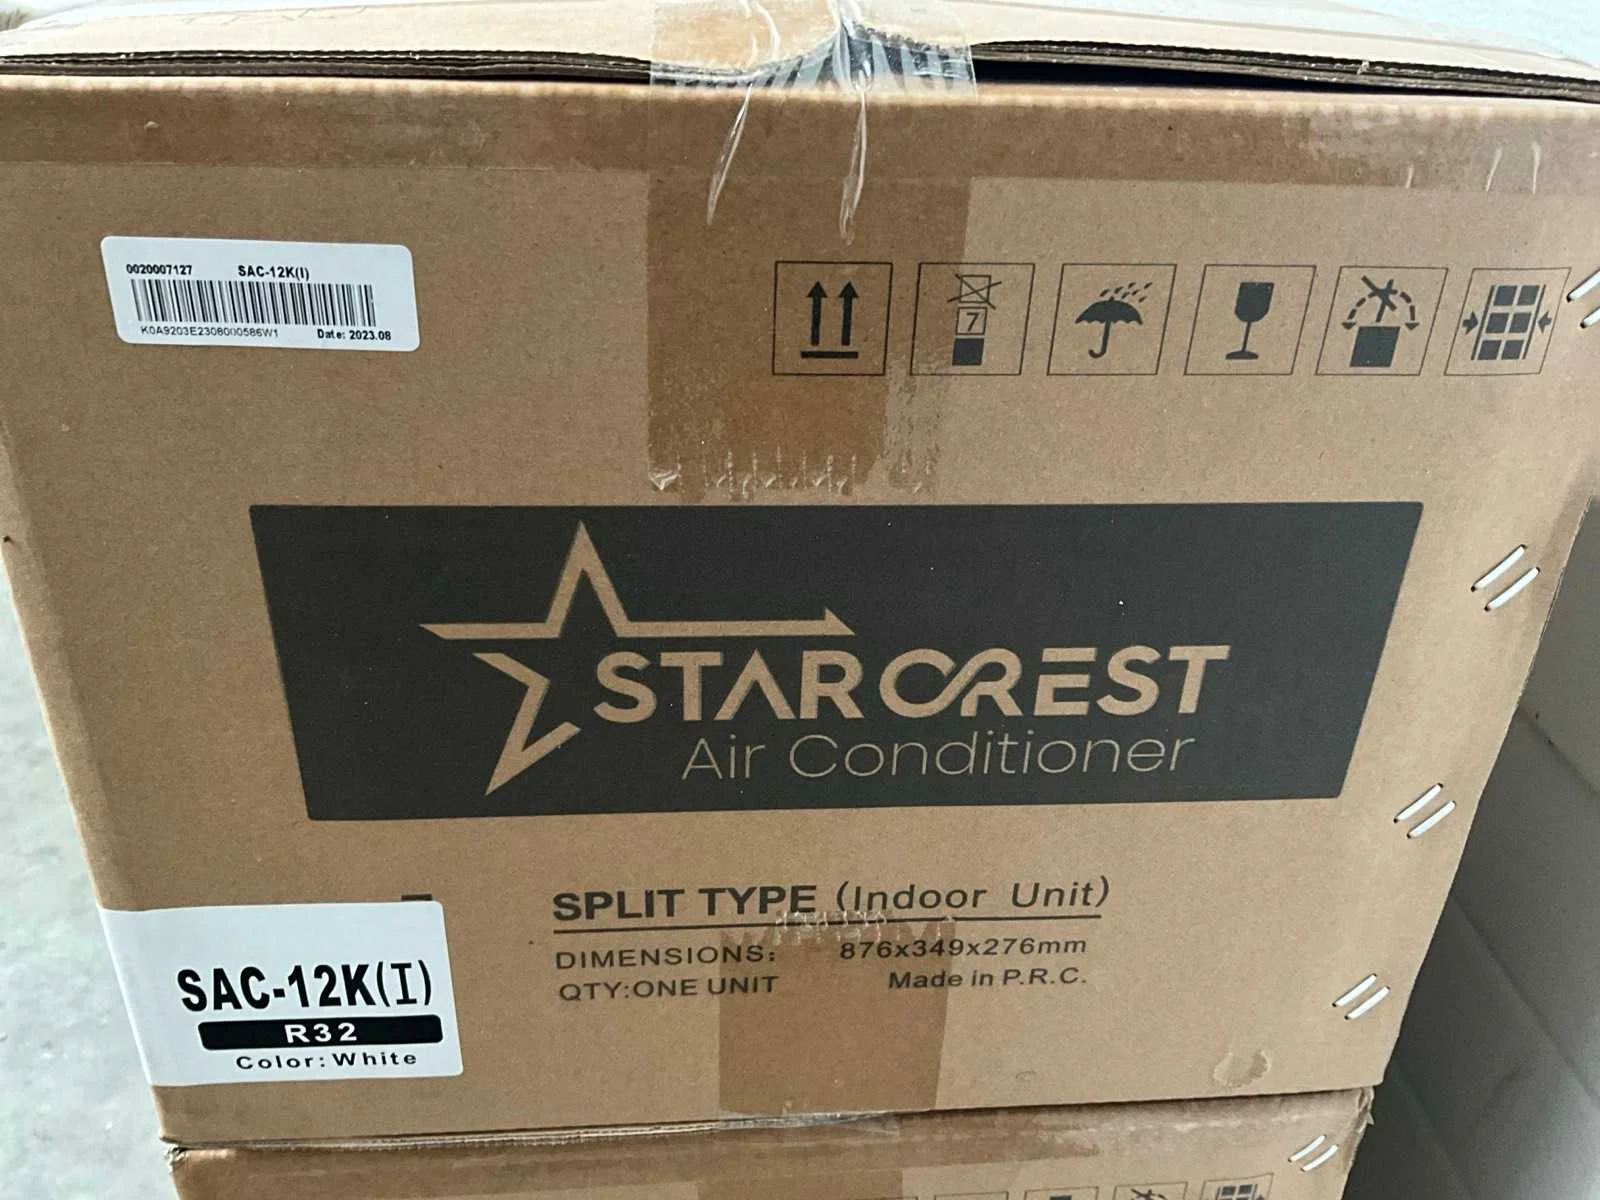 0020007127 SAC-12K(I)
K0A9203E2308000586W1 Date: 2023.08
7
STARCREST
Air Conditioner
SPLIT TYPE (Indoor Unit)
DIMENSIONS: 876x349x276mm
QTY:ONE UNIT Made in P.R.C.
SAC-12K(I)
R32
Color:White